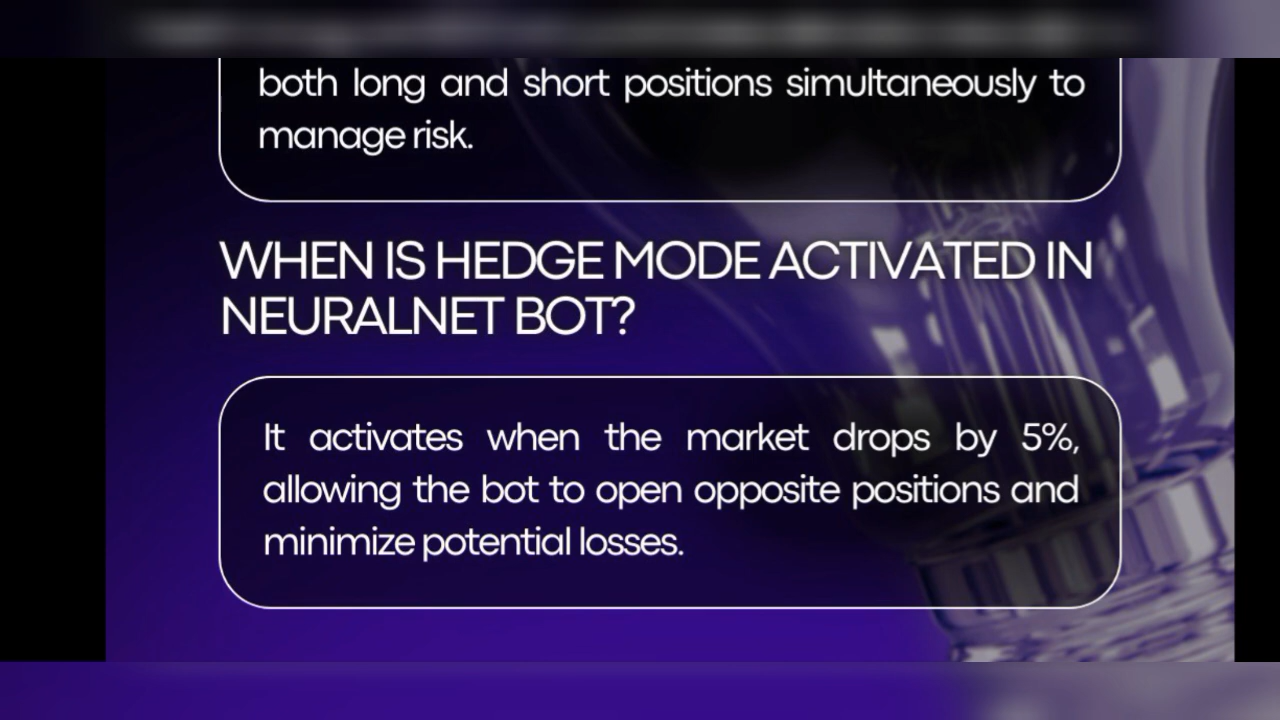 both long and short positions simultaneously to
manage risk.
WHEN IS HEDGE MODE ACTIVATED IN
NEURALNET BOT?
It activates when the market drops by 5%,
allowing the bot to open opposite positions and
minimize potential losses.